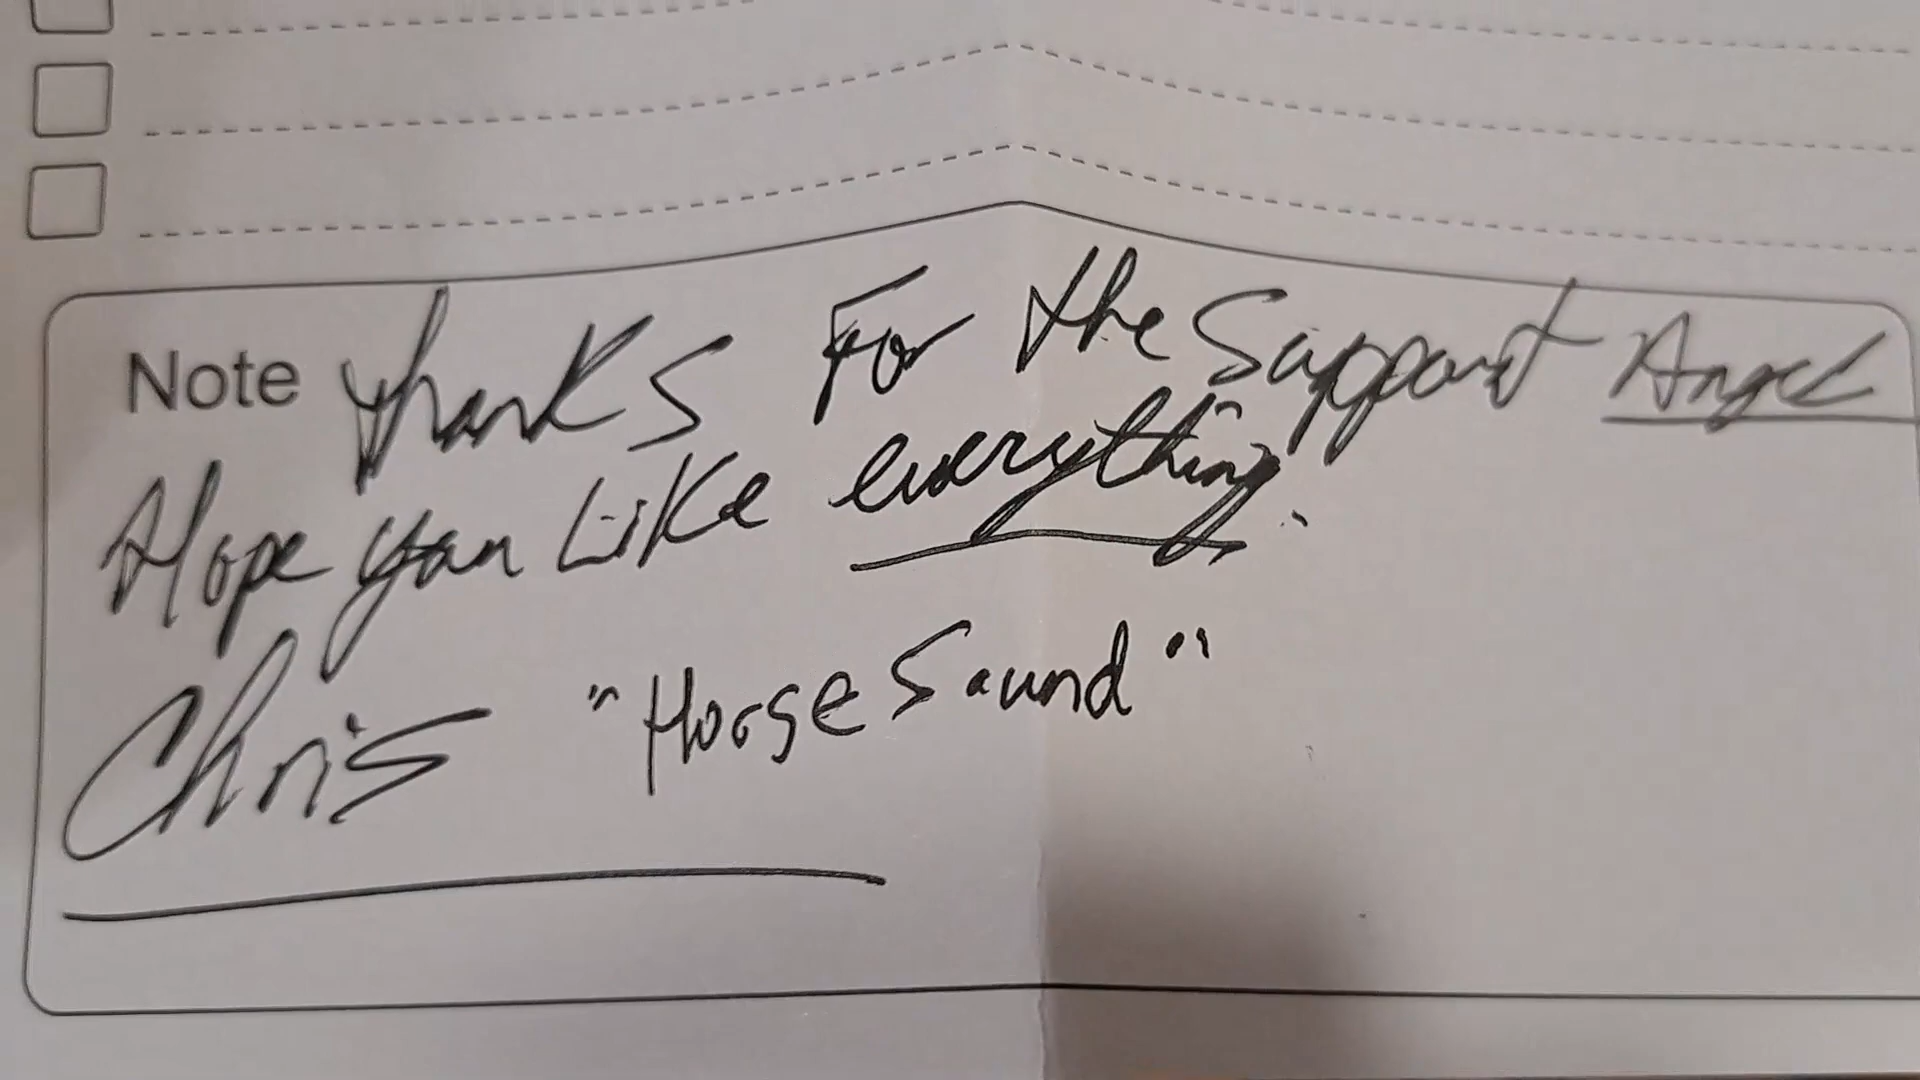 Note Thanks For the Support Angel
Hope you Like everything.
Chris "Horse Sound"